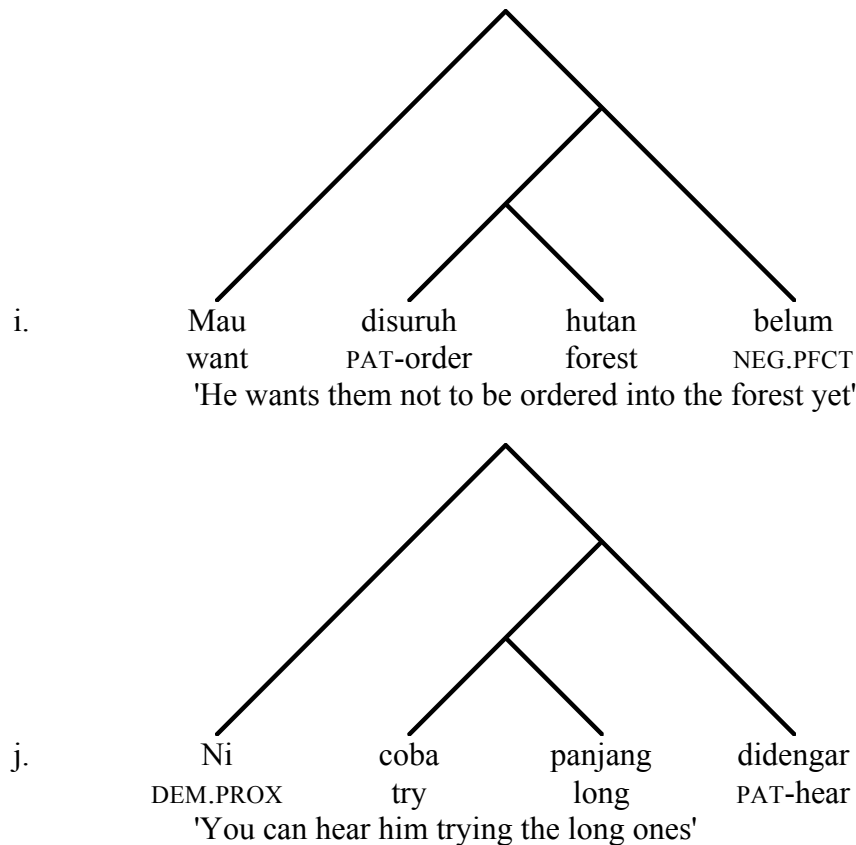 i. Mau disuruh hutan belum
want PAT-order forest NEG.PFCT
'He wants them not to be ordered into the forest yet'
j. Ni coba panjang didengar
DEM.PROX try long PAT-hear
'You can hear him trying the long ones'